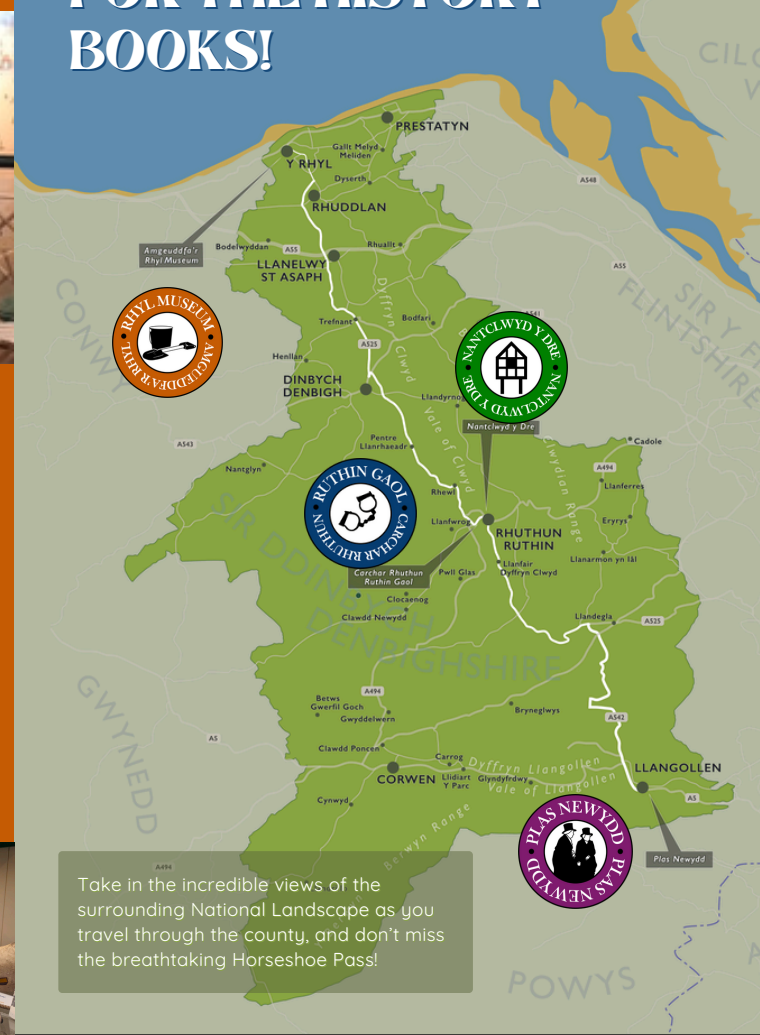 FOR THE HISTORY
BOOKS!
PRESTATYN
Gallt Melyd
Meliden
Y RHYL
Dyserth
A548
RHUDDLAN
Amgeuddfa'r
Rhyl Museum
Bodelwyddan
A55
Rhuallt
LLANELWY
ST ASAPH
A55
CONWY
SIR Y F
FLINTSHIRE
RHYL MUSEUM
AMGUEDDFA'R RHYL
Trefnant
Bodfari
A541
Dyffryn Clwyd
A525
NANTCLWYD Y DRE
NANTCLWYD Y DRE
Henllan
DINBYCH
DENBIGH
Llandyrnog
Vale of Clwyd
Nantclwyd y Dre
Pentre
Llanrhaeadr
A543
Cadole
Clwydian Range
A494
Nantglyn
RUTHIN GAOL
CARCHAR RHUTHUN
Rhewl
Llanferres
SIR DDINBYCH
DENBIGHSHIRE
Llanfwrog
Eryrys
RHUTHUN
RUTHIN
Llanarmon yn Iâl
Llanfair
Dyffryn Clwyd
Pwll Glas
Carchar Rhuthun
Ruthin Gaol
Clocaenog
Clawdd Newydd
Llandegla
A525
GWYNEDD
A494
Betws
Gwerfil Goch
Gwyddelwern
Bryneglwys
A542
A5
Clawdd Poncen
Carrog
Dyffryn Llangollen
Vale of Llangollen
LLANGOLLEN
CORWEN
Llidiart
Y Parc
Glyndyfrdwy
A5
Cynwyd
PLAS NEWYDD
PLAS NEWYDD
Berwyn Range
Plas Newydd
A494
Take in the incredible views of the
surrounding National Landscape as you
travel through the county, and don't miss
the breathtaking Horseshoe Pass!
POWYS